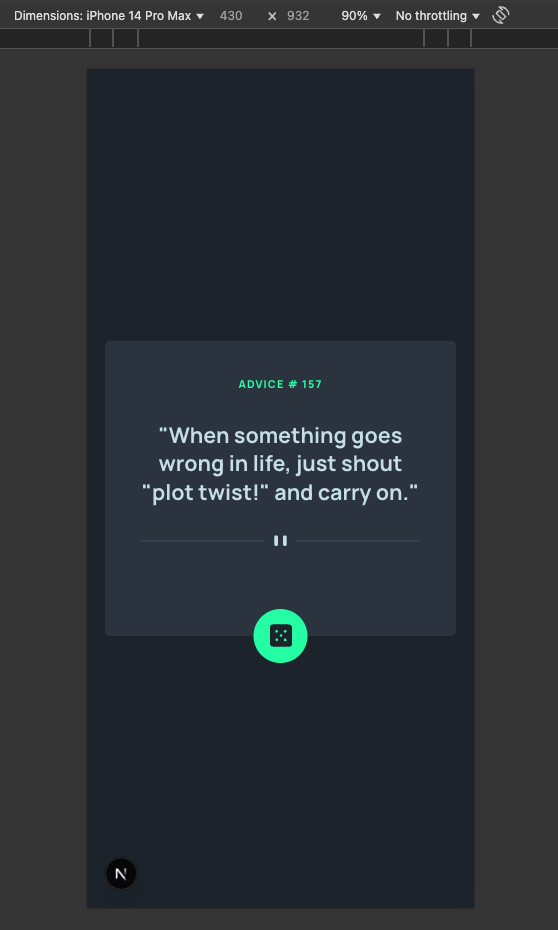 Dimensions: iPhone 14 Pro Max 430 × 932 90% No throttling
ADVICE # 157
"When something goes
wrong in life, just shout
"plot twist!" and carry on."
N